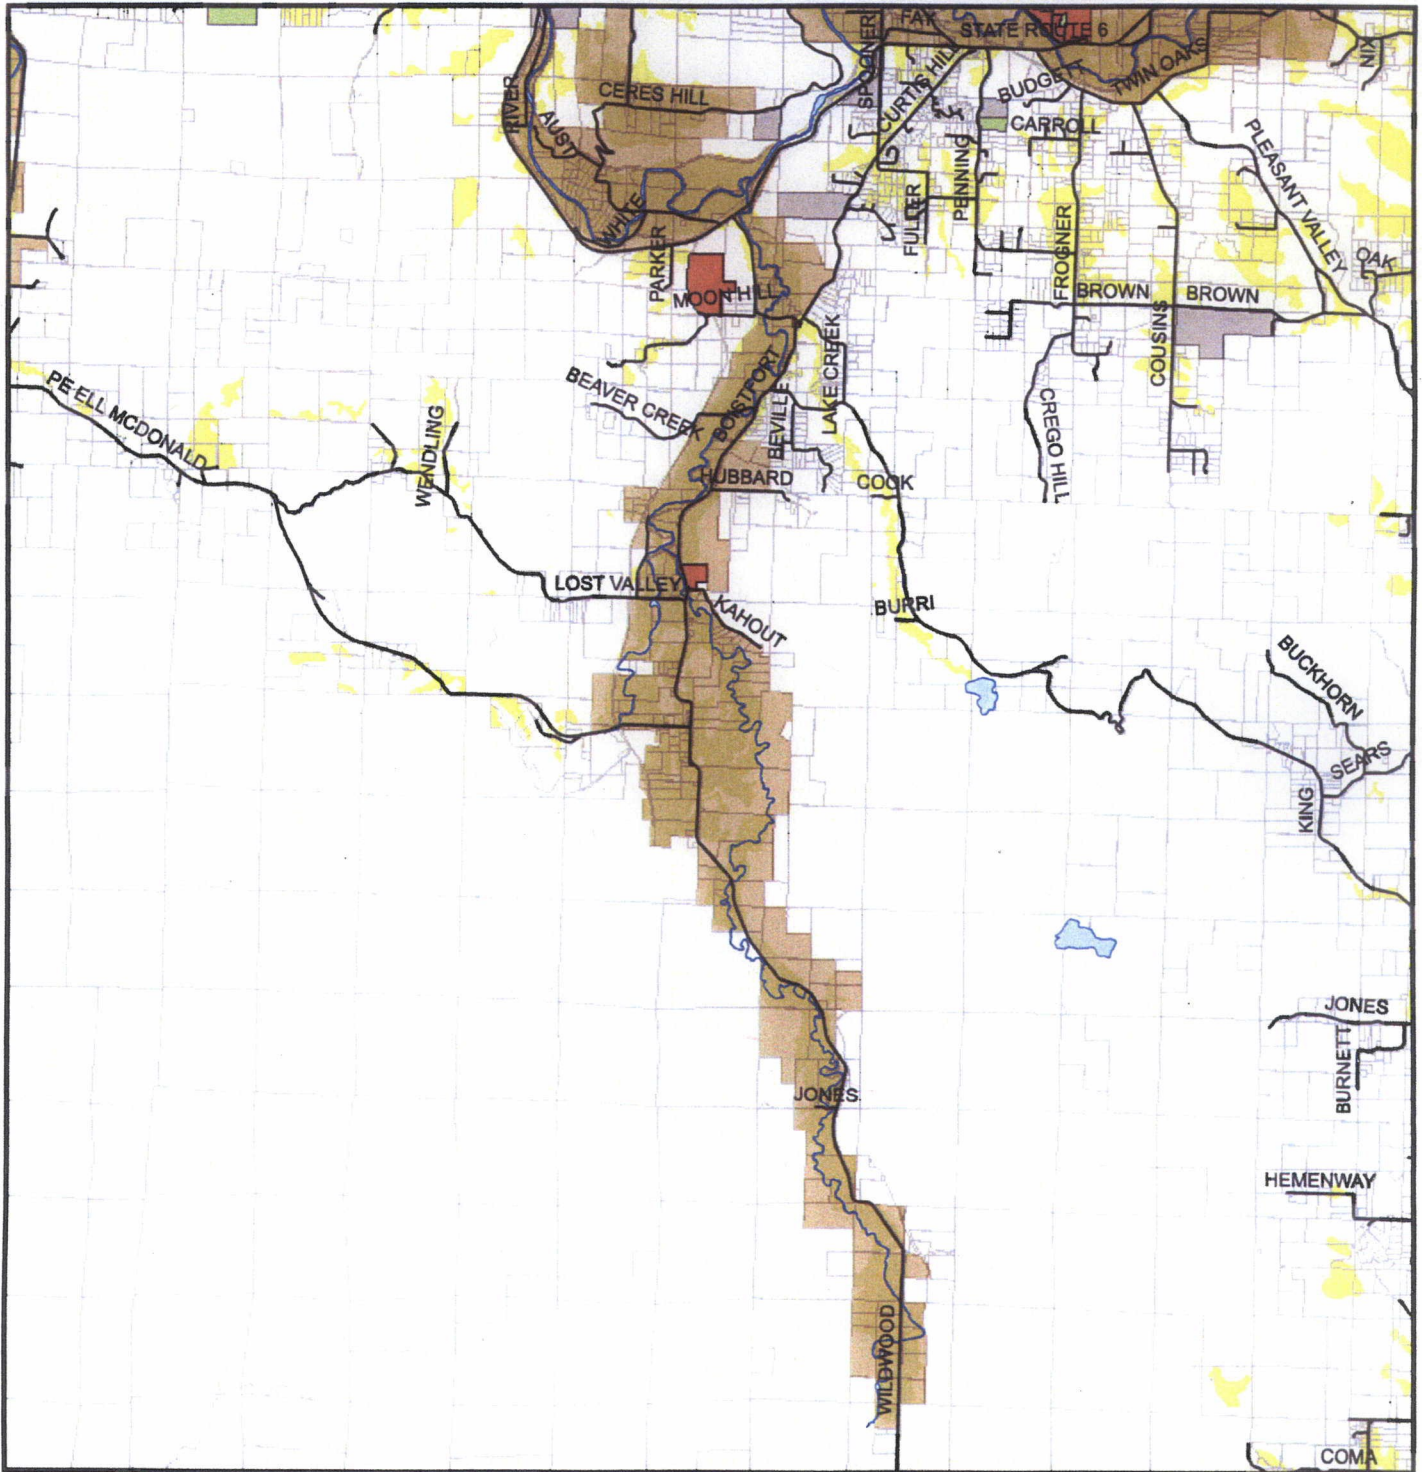 FAY
STATE ROUTE 6
SPOONER
NIX
TWIN OAKS
CURTIS HILL
BUDGETT
CERES HILL
RIVER
AUST
CARROLL
PLEASANT VALLEY
PENNING
FULLER
WHITE
FROGNER
PARKER
OAK
MOON HILL
BROWN
BROWN
COUSINS
LAKE CREEK
BOISTFORT
BEAVER CREEK
BEVILLE
PE ELL MCDONALD
WENDLING
CREGO HILL
HUBBARD
COOK
LOST VALLEY
KAHOUT
BURRI
BUCKHORN
SEARS
KING
JONES
BURNETT
JONES
HEMENWAY
WILDWOOD
COMA